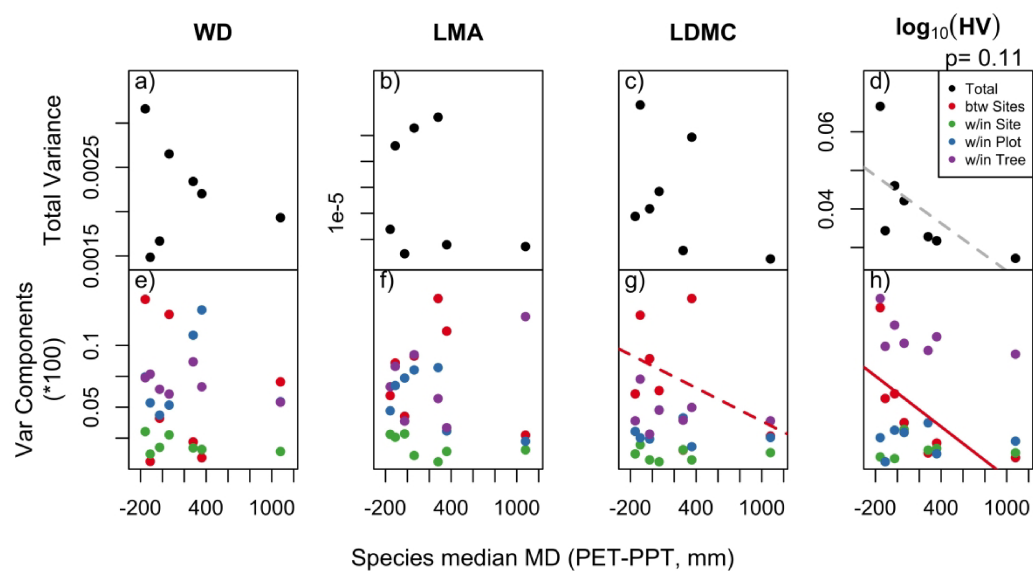 WD LMA LDMC log10(HV)
p= 0.11
a) b) c) d)
Total
btw Sites
w/in Site
w/in Plot
w/in Tree
Total Variance
0.0015 0.0025
1e-5
0.04 0.06
e) f) g) h)
Var Components
(*100)
0.05 0.1
-200 400 1000 -200 400 1000 -200 400 1000 -200 400 1000
Species median MD (PET-PPT, mm)